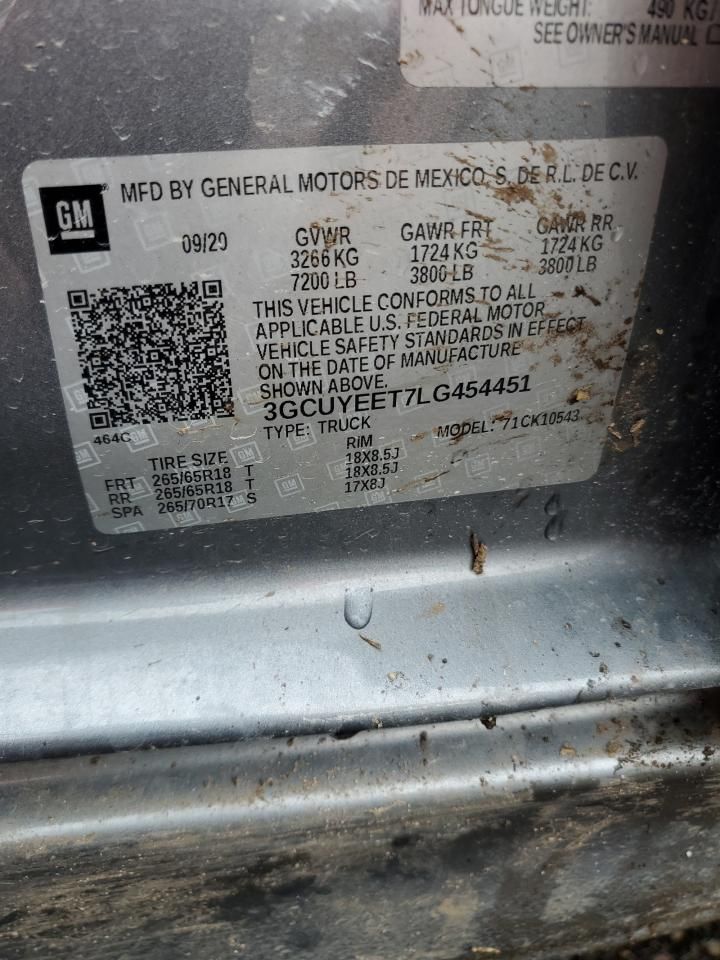 MAX TONGUE WEIGHT: 490 KG
SEE OWNER'S MANUAL
GM
MFD BY GENERAL MOTORS DE MEXICO, S. DE R.L. DE C.V.
09/20 GVWR GAWR FRT GAWR RR
3266 KG 1724 KG 1724 KG
7200 LB 3800 LB 3800 LB
THIS VEHICLE CONFORMS TO ALL
APPLICABLE U.S. FEDERAL MOTOR
VEHICLE SAFETY STANDARDS IN EFFECT
ON THE DATE OF MANUFACTURE
SHOWN ABOVE.
3GCUYEET7LG454451
464C
TYPE: TRUCK MODEL: 71CK10543
TIRE SIZE RIM
FRT 265/65R18 T 18X8.5J
RR 265/65R18 T 18X8.5J
SPA 265/70R17 S 17X8J